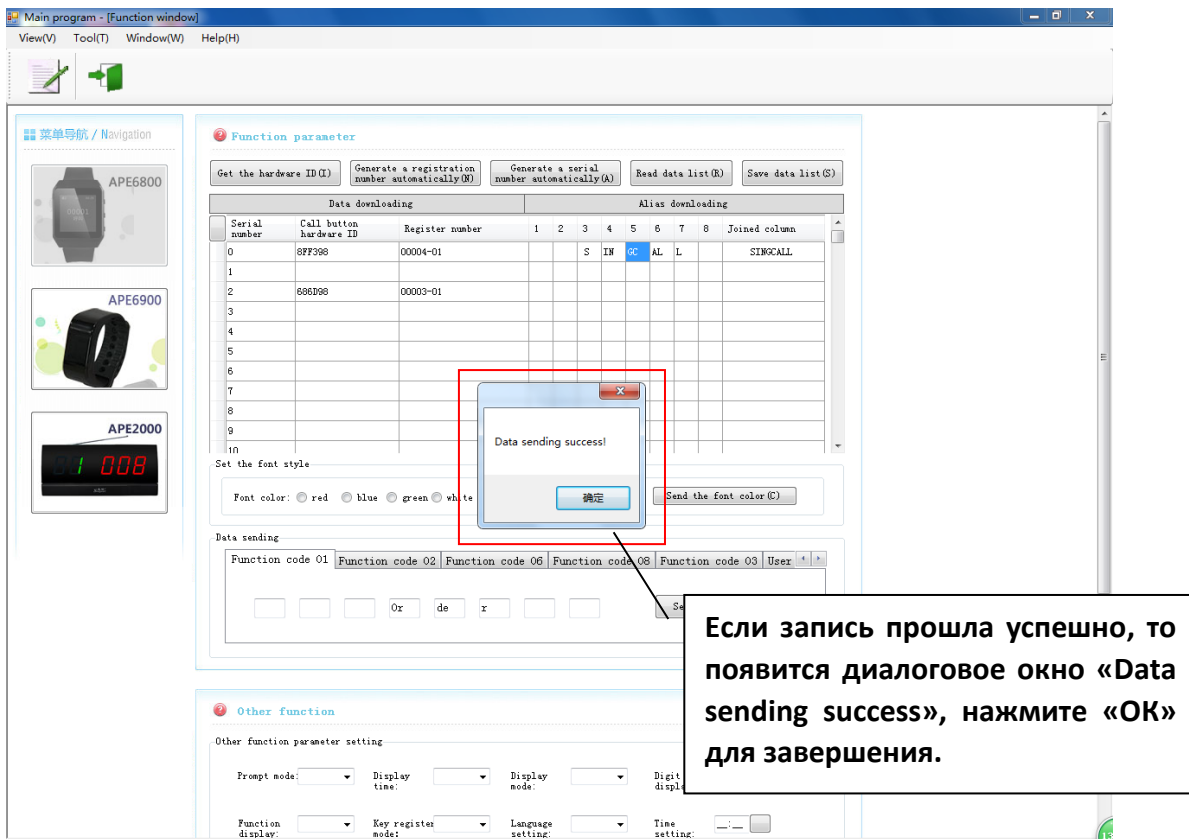 Main program - [Function window]
View(V) Tool(T) Window(W) Help(H)
菜单导航 / Navigation
APE6800
APE6900
APE2000
1 008
Function parameter
Get the hardware ID(I)
Generate a registration
number automatically(N)
Generate a serial
number automatically(A)
Read data list(R)
Save data list(S)
Data downloading
Alias downloading
Serial
number
Call button
hardware ID
Register number
1 2 3 4 5 6 7 8 Joined column
0 8FF398 00004-01 S IN GC AL L SINGCALL
1
2 686D98 00003-01
3
4
5
6
7
8
9
10
Data sending success!
确定
Set the font style
Font color: red blue green white
Send the font color(C)
Data sending
Function code 01 Function code 02 Function code 06 Function code 08 Function code 03 User
Or de r
Se
Если запись прошла успешно, то
появится диалоговое окно «Data
sending success», нажмите «ОК»
для завершения.
Other function
Other function parameter setting
Prompt mode:
Display
time:
Display
mode:
Digit
Function
display:
Key register
mode:
Language
setting:
Time
setting:
__:__